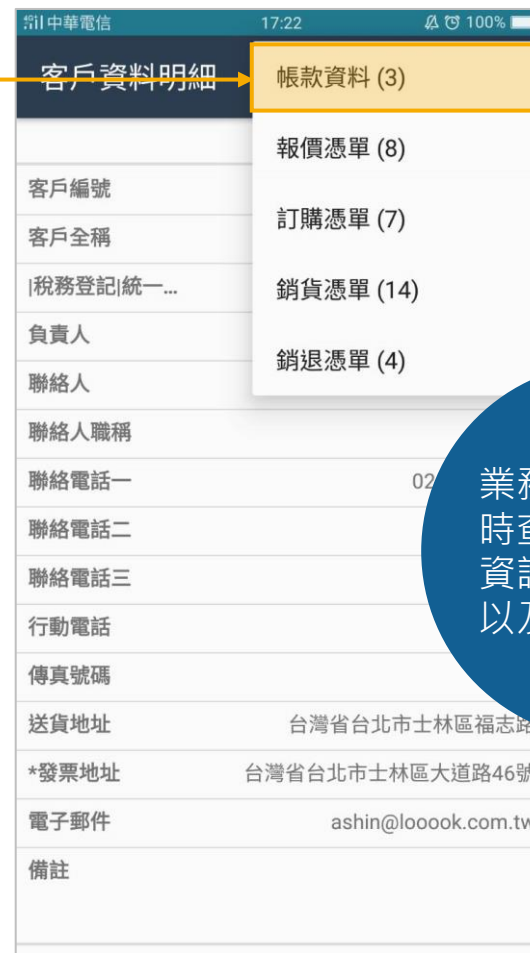 中華電信 17:22 100%
客戶資料明細
帳款資料 (3)
報價憑單 (8)
訂購憑單 (7)
銷貨憑單 (14)
銷退憑單 (4)
客戶編號
客戶全稱
|稅務登記|統一...
負責人
聯絡人
聯絡人職稱
聯絡電話一 02
聯絡電話二
聯絡電話三
行動電話
傳真號碼
送貨地址 台灣省台北市士林區福志路
*發票地址 台灣省台北市士林區大道路46號
電子郵件 ashin@looook.com.tw
備註
業務
時查
資訊
以及